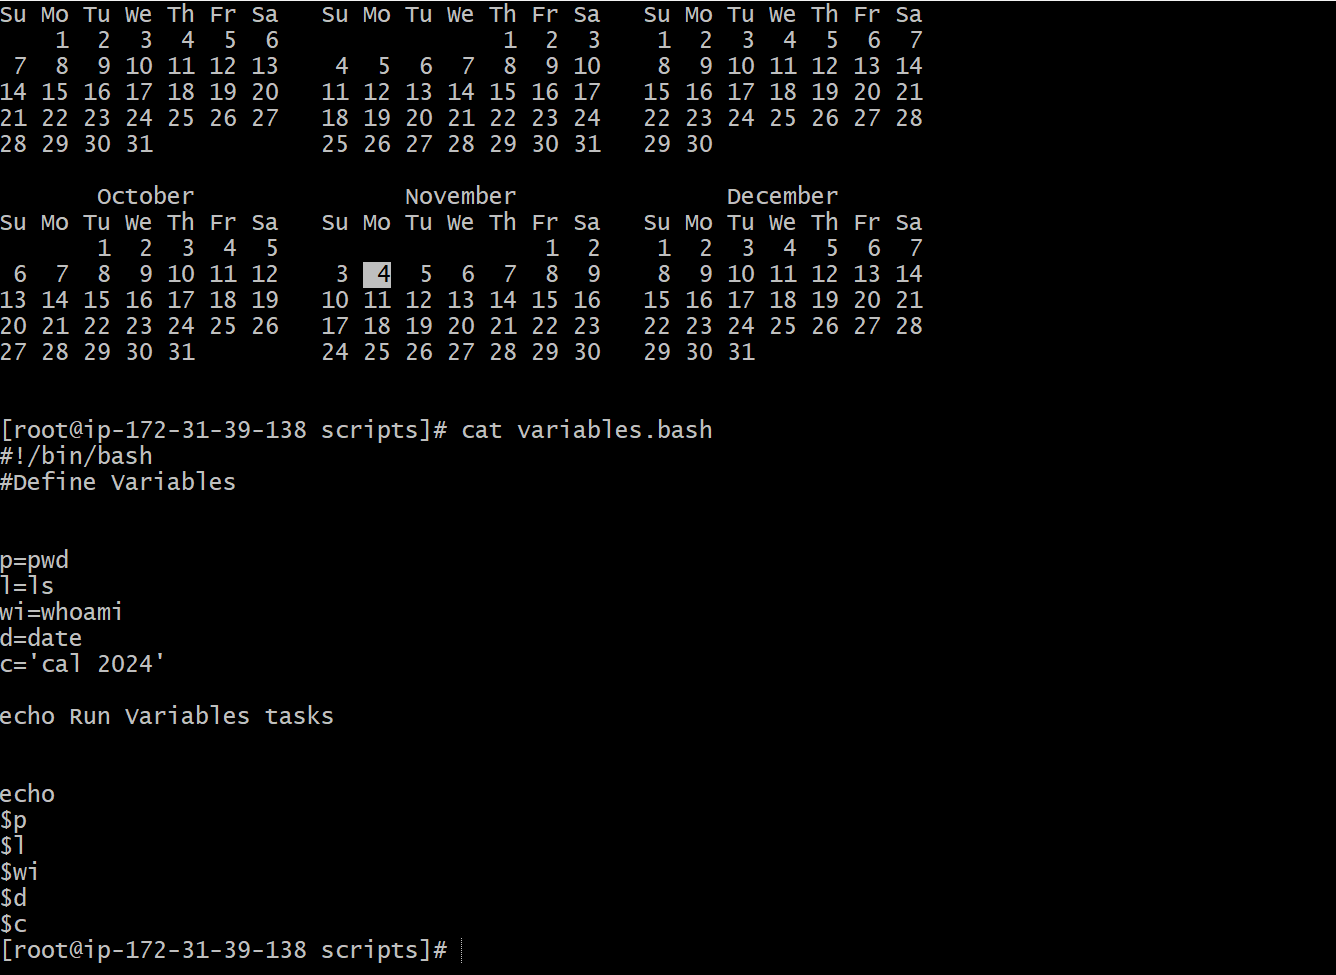 Su Mo Tu We Th Fr Sa   Su Mo Tu We Th Fr Sa   Su Mo Tu We Th Fr Sa
    1  2  3  4  5  6                1  2  3    1  2  3  4  5  6  7
 7  8  9 10 11 12 13    4  5  6  7  8  9 10    8  9 10 11 12 13 14
14 15 16 17 18 19 20   11 12 13 14 15 16 17   15 16 17 18 19 20 21
21 22 23 24 25 26 27   18 19 20 21 22 23 24   22 23 24 25 26 27 28
28 29 30 31            25 26 27 28 29 30 31   29 30
       October               November               December
Su Mo Tu We Th Fr Sa   Su Mo Tu We Th Fr Sa   Su Mo Tu We Th Fr Sa
       1  2  3  4  5                   1  2    1  2  3  4  5  6  7
 6  7  8  9 10 11 12    3  4  5  6  7  8  9    8  9 10 11 12 13 14
13 14 15 16 17 18 19   10 11 12 13 14 15 16   15 16 17 18 19 20 21
20 21 22 23 24 25 26   17 18 19 20 21 22 23   22 23 24 25 26 27 28
27 28 29 30 31         24 25 26 27 28 29 30   29 30 31
[root@ip-172-31-39-138 scripts]# cat variables.bash
#!/bin/bash
#Define Variables
p=pwd
l=ls
wi=whoami
d=date
c='cal 2024'
echo Run Variables tasks
echo
$p
$l
$wi
$d
$c
[root@ip-172-31-39-138 scripts]#